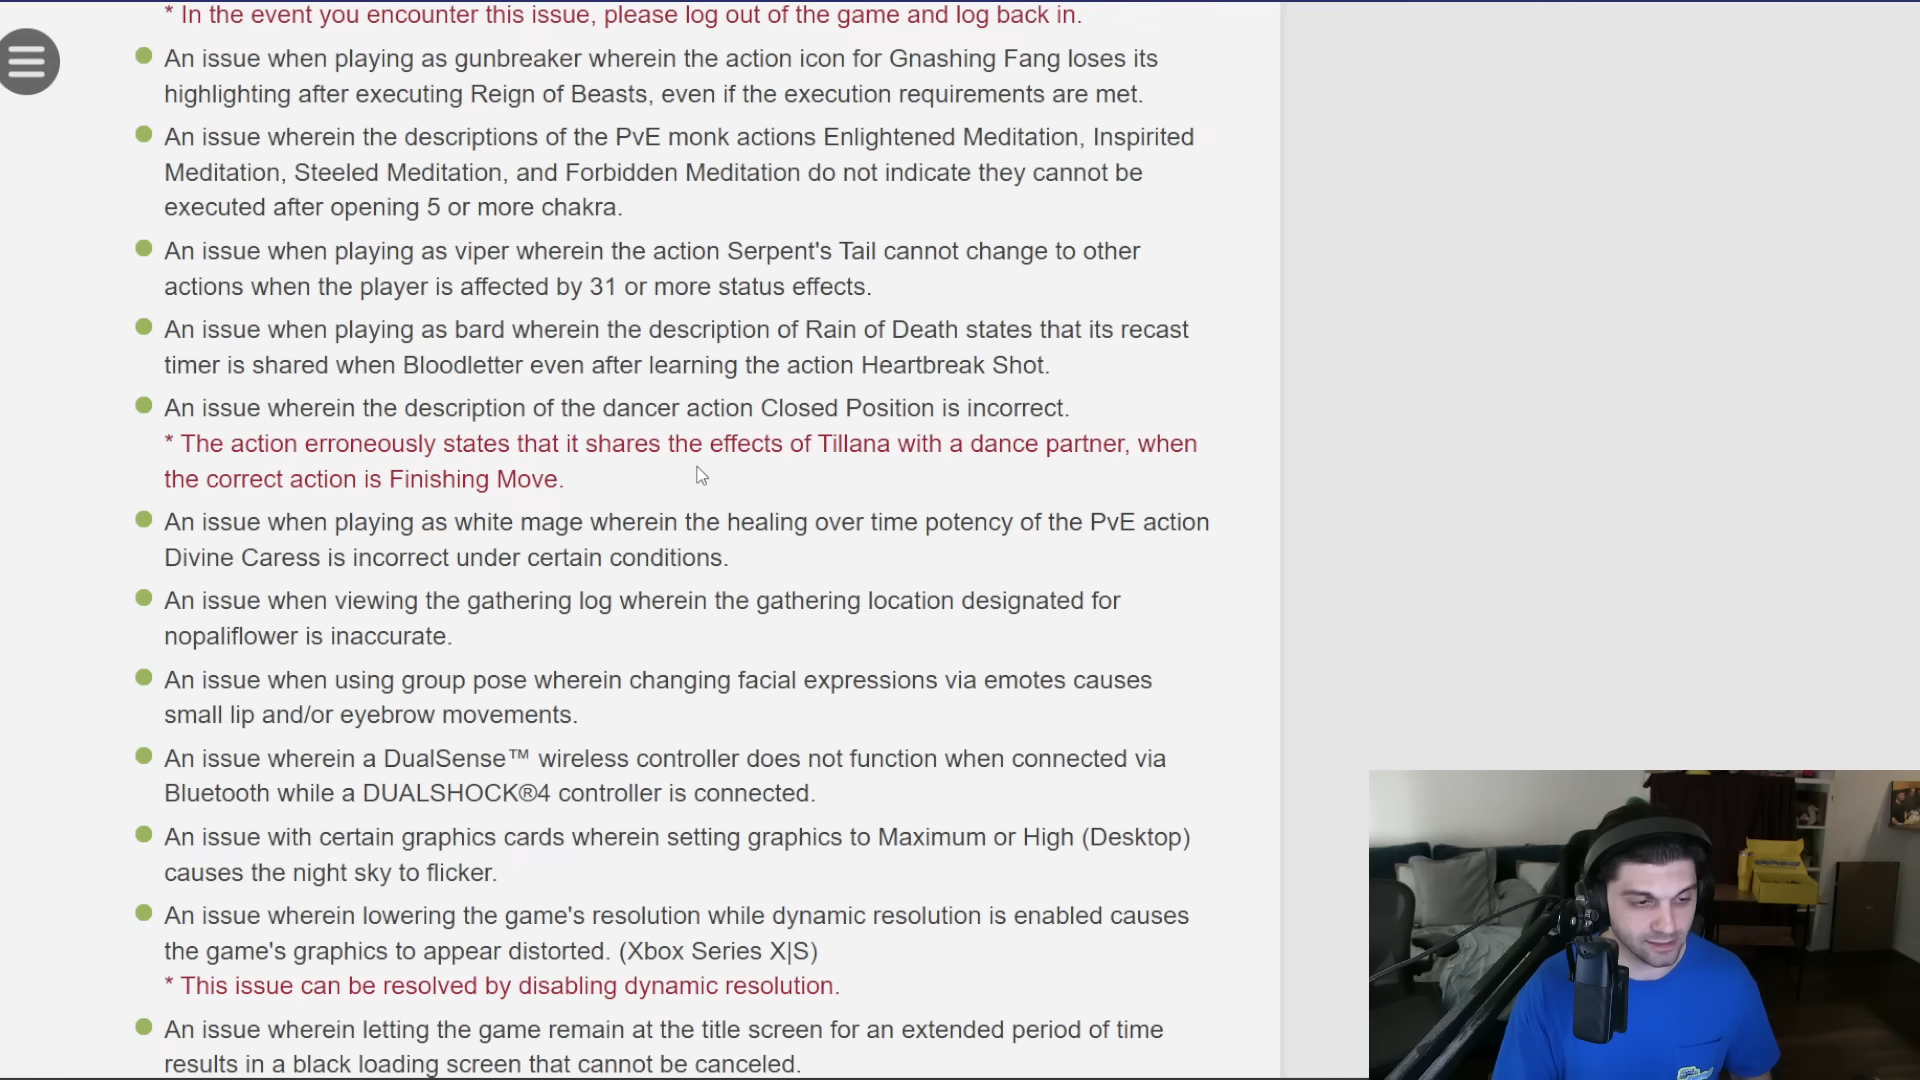 * In the event you encounter this issue, please log out of the game and log back in.
An issue when playing as gunbreaker wherein the action icon for Gnashing Fang loses its
highlighting after executing Reign of Beasts, even if the execution requirements are met.
An issue wherein the descriptions of the PvE monk actions Enlightened Meditation, Inspirited
Meditation, Steeled Meditation, and Forbidden Meditation do not indicate they cannot be
executed after opening 5 or more chakra.
An issue when playing as viper wherein the action Serpent's Tail cannot change to other
actions when the player is affected by 31 or more status effects.
An issue when playing as bard wherein the description of Rain of Death states that its recast
timer is shared when Bloodletter even after learning the action Heartbreak Shot.
An issue wherein the description of the dancer action Closed Position is incorrect.
* The action erroneously states that it shares the effects of Tillana with a dance partner, when
the correct action is Finishing Move.
An issue when playing as white mage wherein the healing over time potency of the PvE action
Divine Caress is incorrect under certain conditions.
An issue when viewing the gathering log wherein the gathering location designated for
nopaliflower is inaccurate.
An issue when using group pose wherein changing facial expressions via emotes causes
small lip and/or eyebrow movements.
An issue wherein a DualSense™ wireless controller does not function when connected via
Bluetooth while a DUALSHOCK®4 controller is connected.
An issue with certain graphics cards wherein setting graphics to Maximum or High (Desktop)
causes the night sky to flicker.
An issue wherein lowering the game's resolution while dynamic resolution is enabled causes
the game's graphics to appear distorted. (Xbox Series X|S)
* This issue can be resolved by disabling dynamic resolution.
An issue wherein letting the game remain at the title screen for an extended period of time
results in a black loading screen that cannot be canceled.